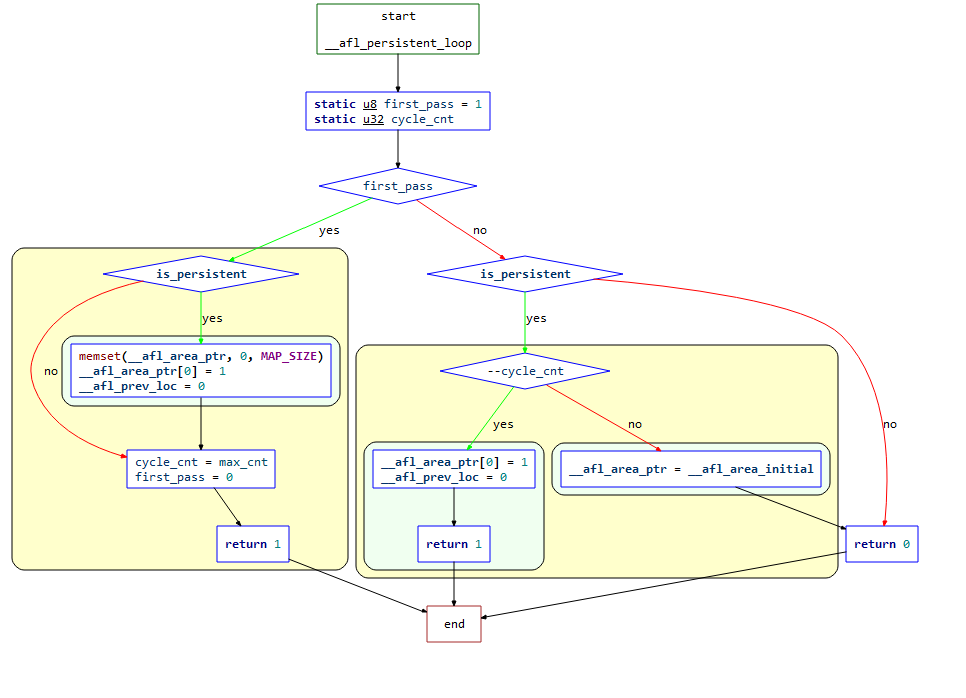 start
__afl_persistent_loop
static u8 first_pass = 1
static u32 cycle_cnt
first_pass
yes
no
is_persistent
is_persistent
yes
yes
memset(__afl_area_ptr, 0, MAP_SIZE)
__afl_area_ptr[0] = 1
__afl_prev_loc = 0
no
--cycle_cnt
yes
no
no
cycle_cnt = max_cnt
first_pass = 0
__afl_area_ptr[0] = 1
__afl_prev_loc = 0
__afl_area_ptr = __afl_area_initial
return 1
return 1
return 0
end